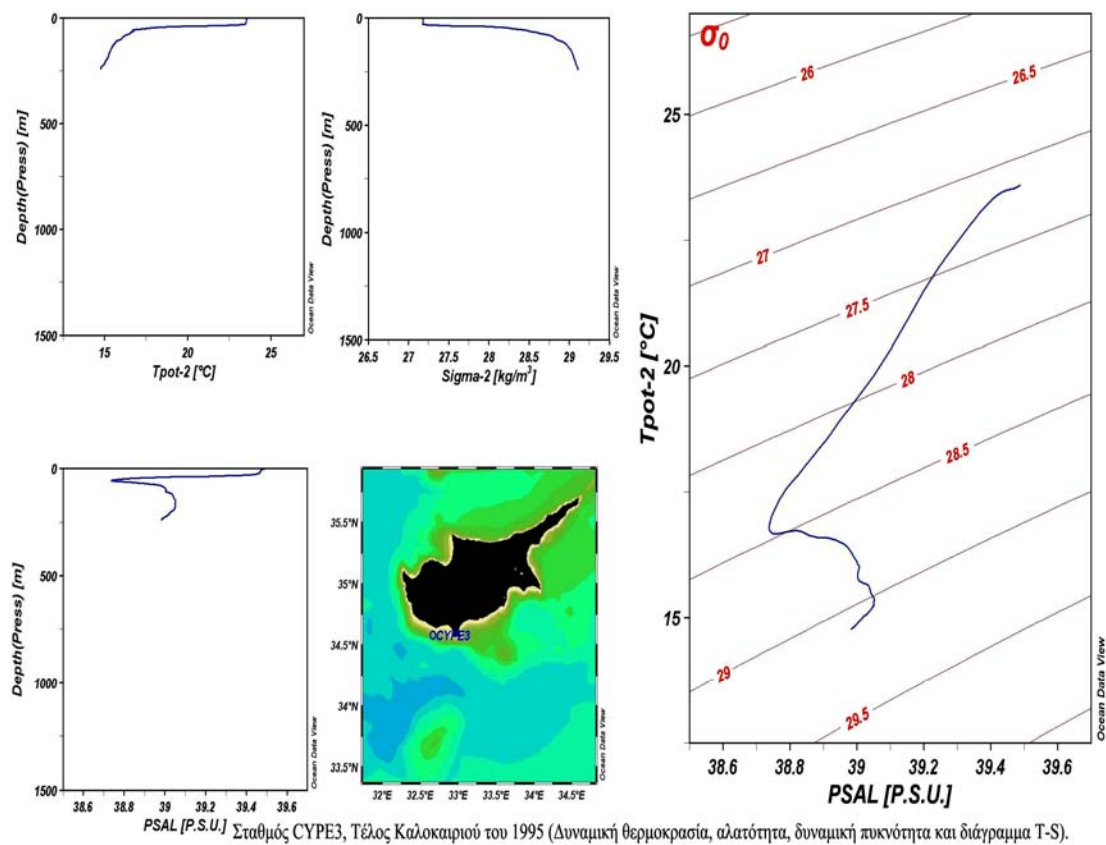 0
500
1000
1500
Depth(Press) [m]
15
20
25
Tpot-2 [°C]
Ocean Data View
0
500
1000
1500
Depth(Press) [m]
26.5
27
27.5
28
28.5
29
29.5
Sigma-2 [kg/m³]
Ocean Data View
0
500
1000
1500
Depth(Press) [m]
38.6
38.8
39
39.2
39.4
39.6
PSAL [P.S.U.]
Ocean Data View
35.5°N
35°N
34.5°N
34°N
33.5°N
CYPE3
32°E
32.5°E
33°E
33.5°E
34°E
34.5°E
Ocean Data View
σ0
26
26.5
27
27.5
28
28.5
29
29.5
25
20
15
Tpot-2 [°C]
38.6
38.8
39
39.2
39.4
39.6
PSAL [P.S.U.]
Ocean Data View
Σταθμός CYPE3, Τέλος Καλοκαιριού του 1995 (Δυναμική θερμοκρασία, αλατότητα, δυναμική πυκνότητα και διάγραμμα T-S).